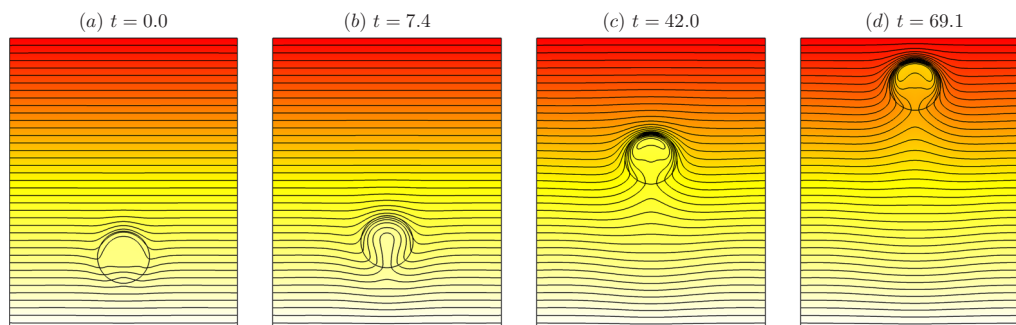 (a) t = 0.0
(b) t = 7.4
(c) t = 42.0
(d) t = 69.1